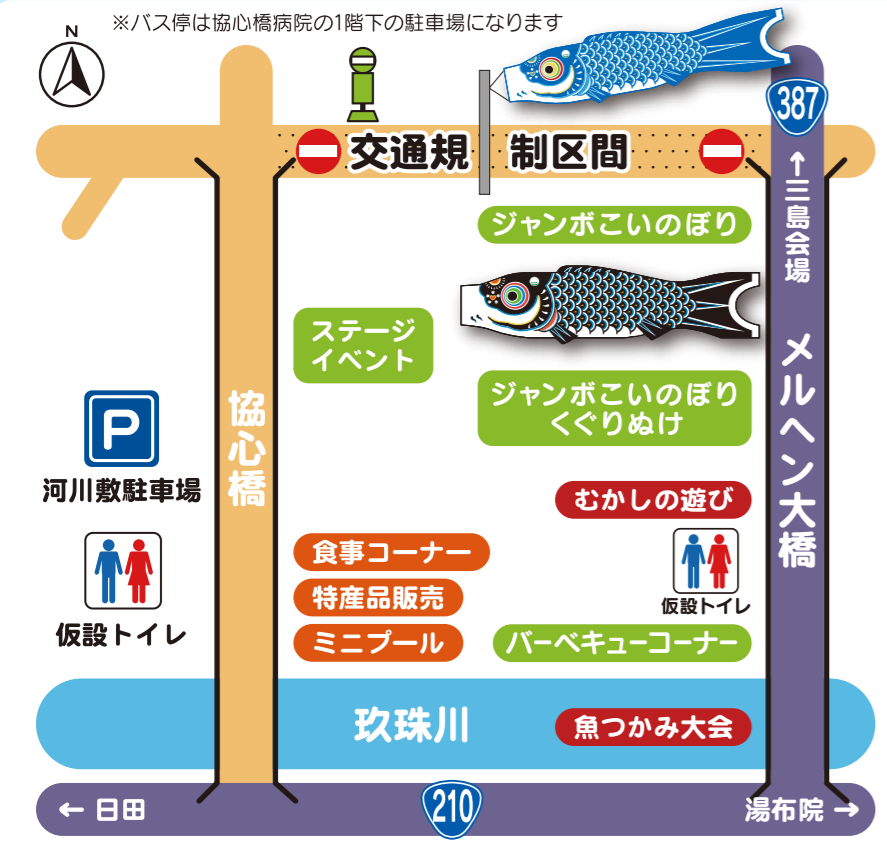 ※バス停は協心橋病院の1階下の駐車場になります
N
387
交通規制区間
↑三島会場
ジャンボこいのぼり
ステージ
イベント
ジャンボこいのぼり
くぐりぬけ
メルヘン大橋
協心橋
P
河川敷駐車場
むかしの遊び
食事コーナー
特産品販売
仮設トイレ
仮設トイレ
ミニプール
バーベキューコーナー
玖珠川
魚つかみ大会
← 日田
210
湯布院 →